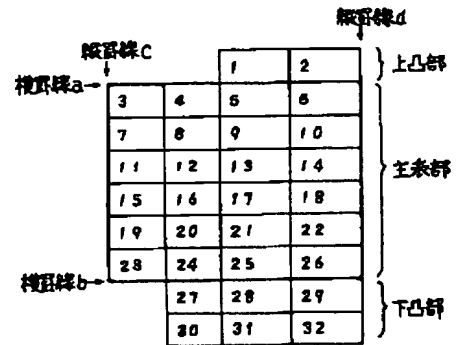 縦罫線d
縦罫線C
1 2 上凸部
横罫線a
3 4 5 6
7 8 9 10
11 12 13 14 主表部
15 16 17 18
19 20 21 22
23 24 25 26
横罫線b
27 28 29 下凸部
30 31 32